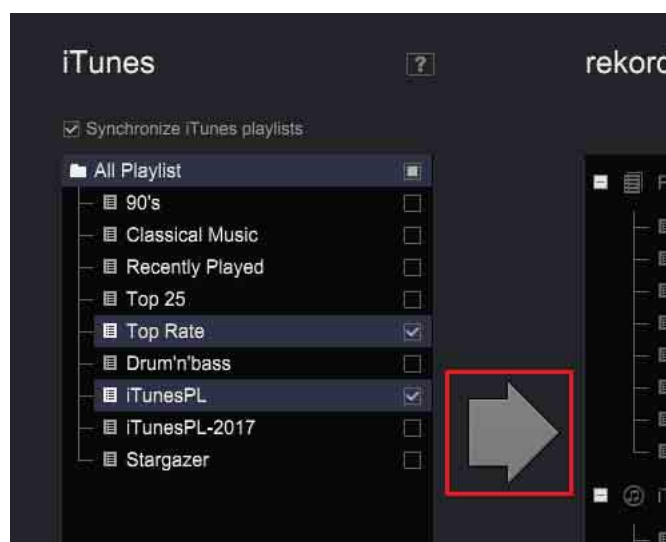 iTunes
?
rekord
Synchronize iTunes playlists
All Playlist
90's
Classical Music
Recently Played
Top 25
Top Rate
Drum'n'bass
iTunesPL
iTunesPL-2017
Stargazer